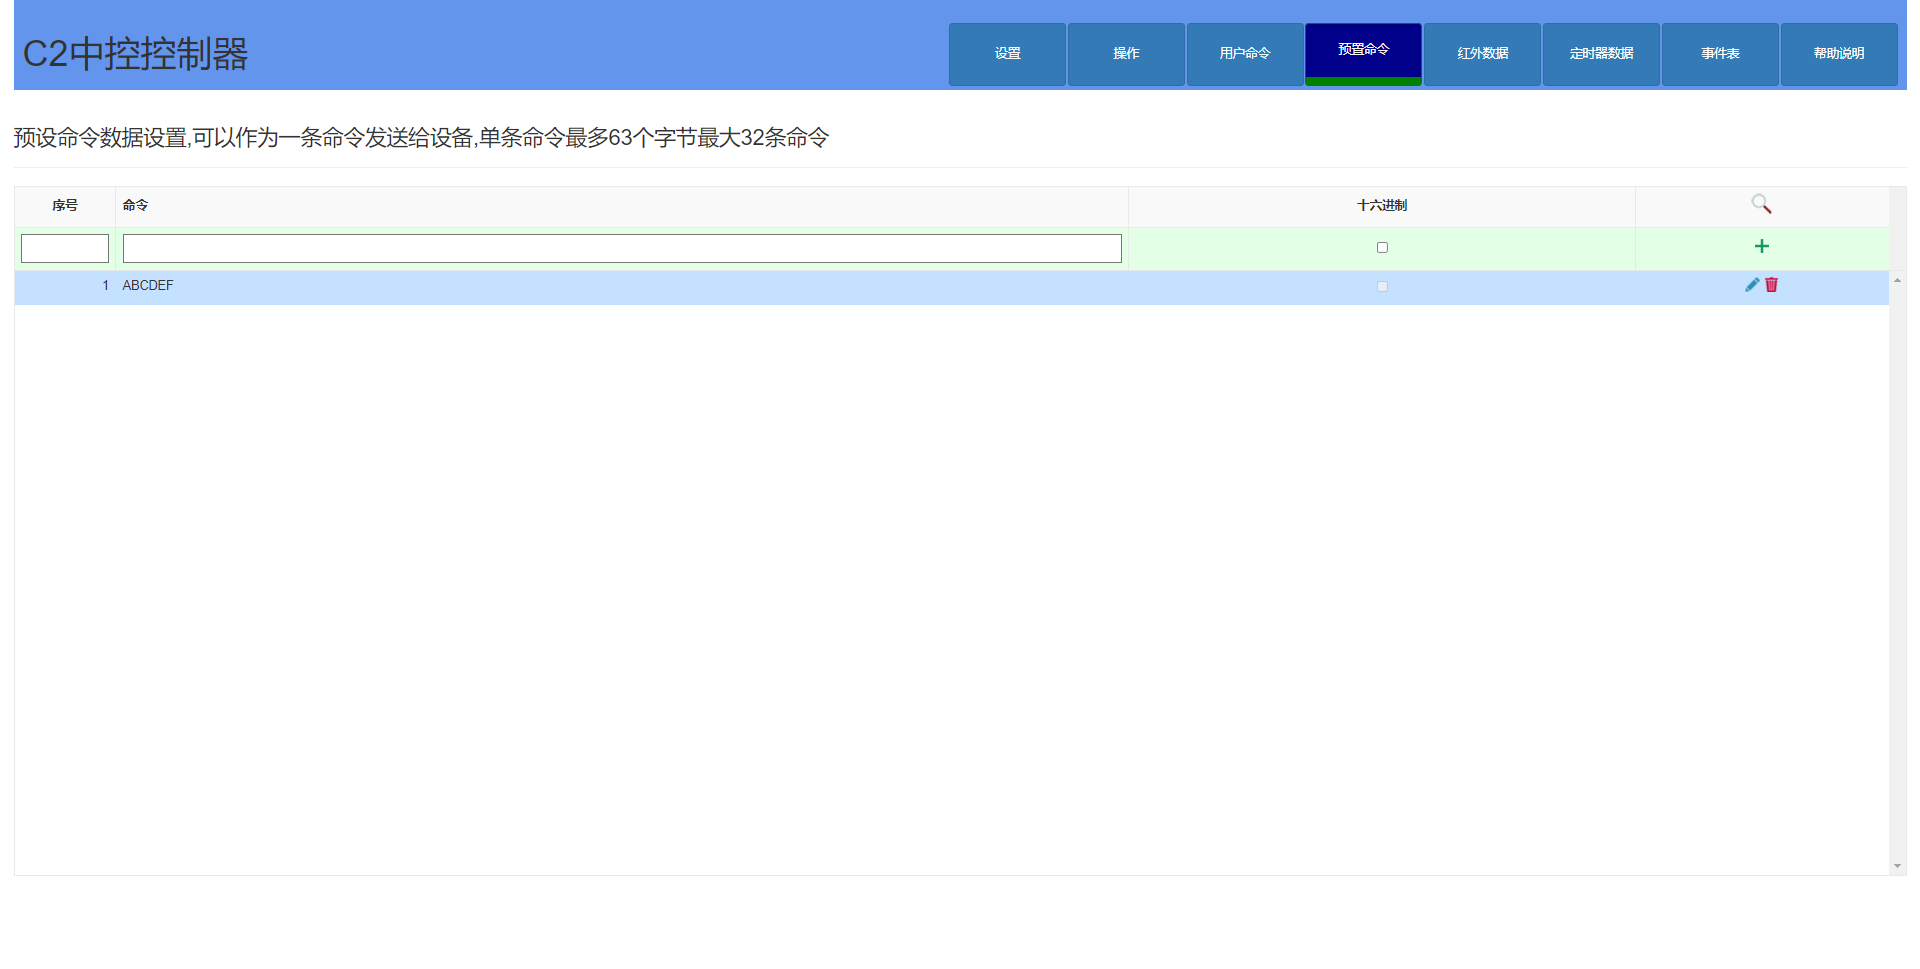 C2中控控制器
设置 操作 用户命令 预置命令 红外数据 定时器数据 事件表 帮助说明
预设命令数据设置,可以作为一条命令发送给设备,单条命令最多63个字节最大32条命令
序号 命令 十六进制
1 ABCDEF